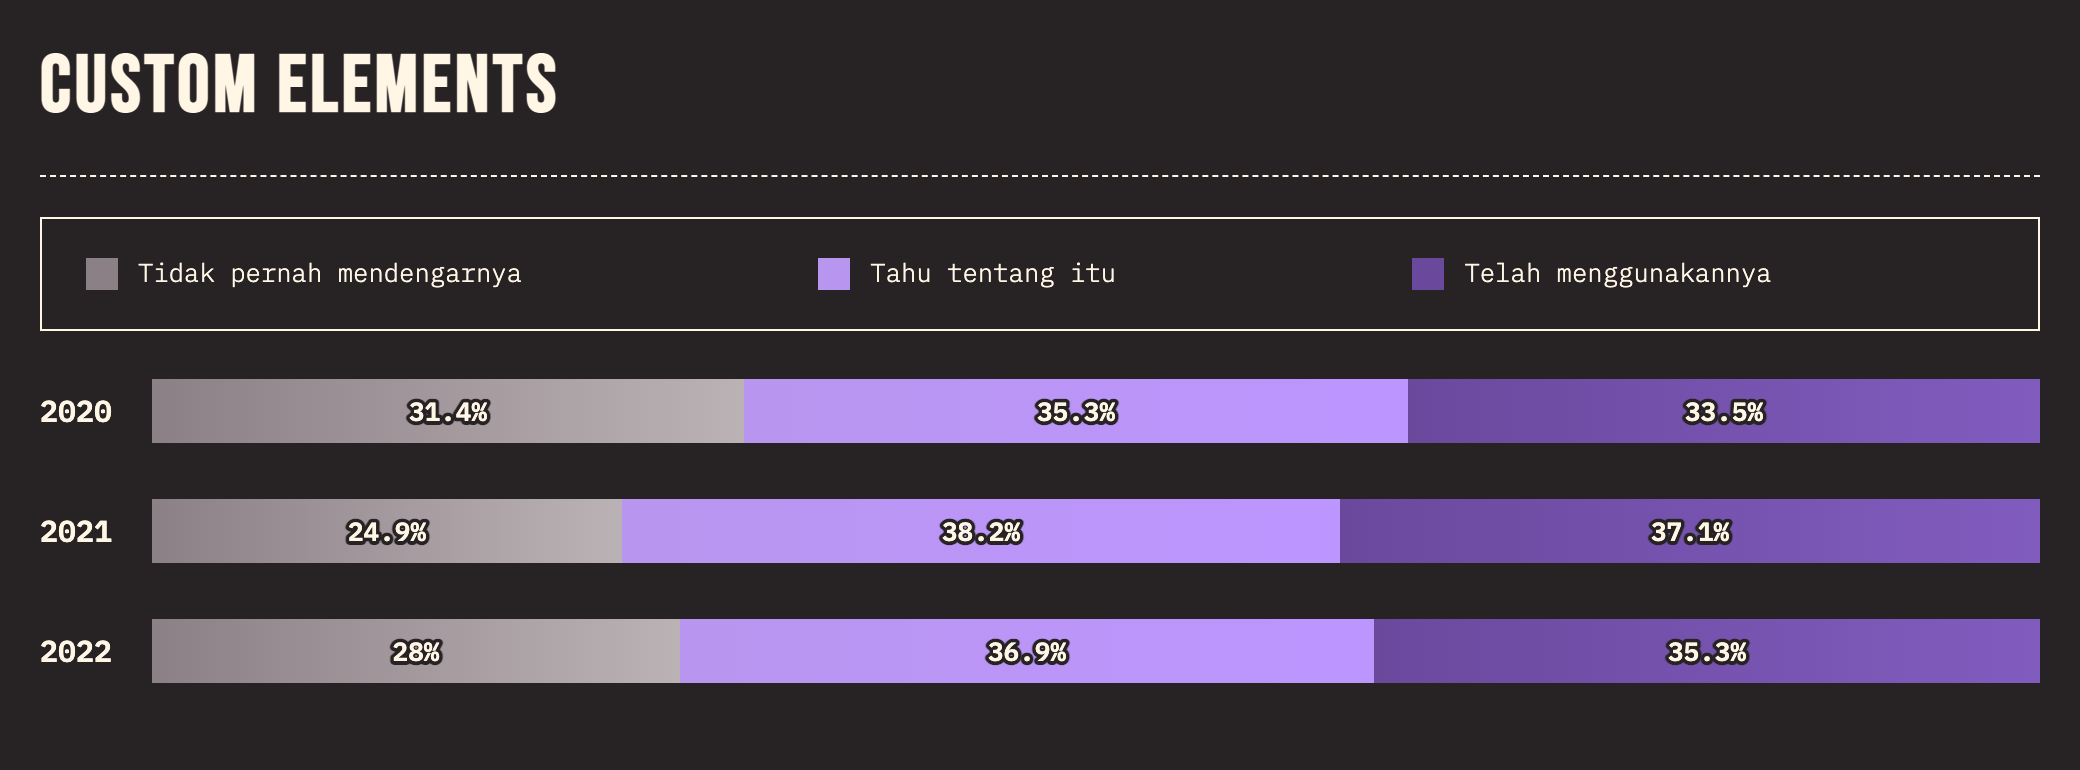 CUSTOM ELEMENTS
Tidak pernah mendengarnya Tahu tentang itu Telah menggunakannya
2020 31.4% 35.3% 33.5%
2021 24.9% 38.2% 37.1%
2022 28% 36.9% 35.3%